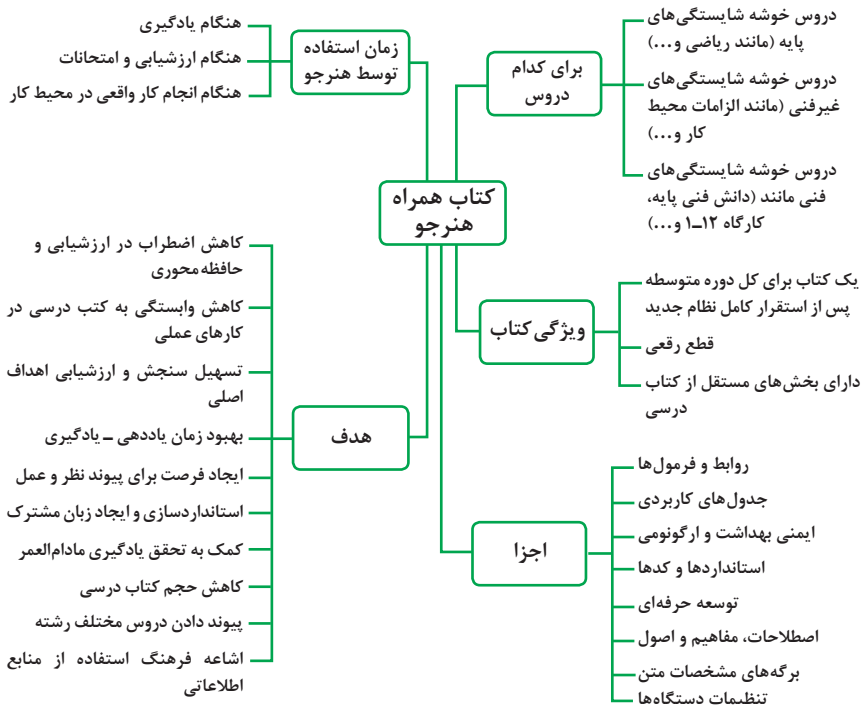 کتاب همراه
هنرجو
برای کدام
دروس
دروس خوشه شایستگی‌های
پایه (مانند ریاضی و...)
دروس خوشه شایستگی‌های
غیرفنی (مانند الزامات محیط
کار و...)
دروس خوشه شایستگی‌های
فنی مانند (دانش فنی پایه،
کارگاه ۱۲ــ۱ و...)
ویژگی کتاب
یک کتاب برای کل دوره متوسطه
پس از استقرار کامل نظام جدید
قطع رقعی
دارای بخش‌های مستقل از کتاب
درسی
اجزا
روابط و فرمول‌ها
جدول‌های کاربردی
ایمنی بهداشت و ارگونومی
استانداردها و کدها
توسعه حرفه‌ای
اصطلاحات، مفاهیم و اصول
برگه‌های مشخصات متن
تنظیمات دستگاه‌ها
زمان استفاده
توسط هنرجو
هنگام یادگیری
هنگام ارزشیابی و امتحانات
هنگام انجام کار واقعی در محیط کار
هدف
کاهش اضطراب در ارزشیابی و
حافظه‌محوری
کاهش وابستگی به کتب درسی در
کارهای عملی
تسهیل سنجش و ارزشیابی اهداف
اصلی
بهبود زمان یاددهی ــ یادگیری
ایجاد فرصت برای پیوند نظر و عمل
استانداردسازی و ایجاد زبان مشترک
کمک به تحقق یادگیری مادام‌العمر
کاهش حجم کتاب درسی
پیوند دادن دروس مختلف رشته
اشاعه فرهنگ استفاده از منابع
اطلاعاتی